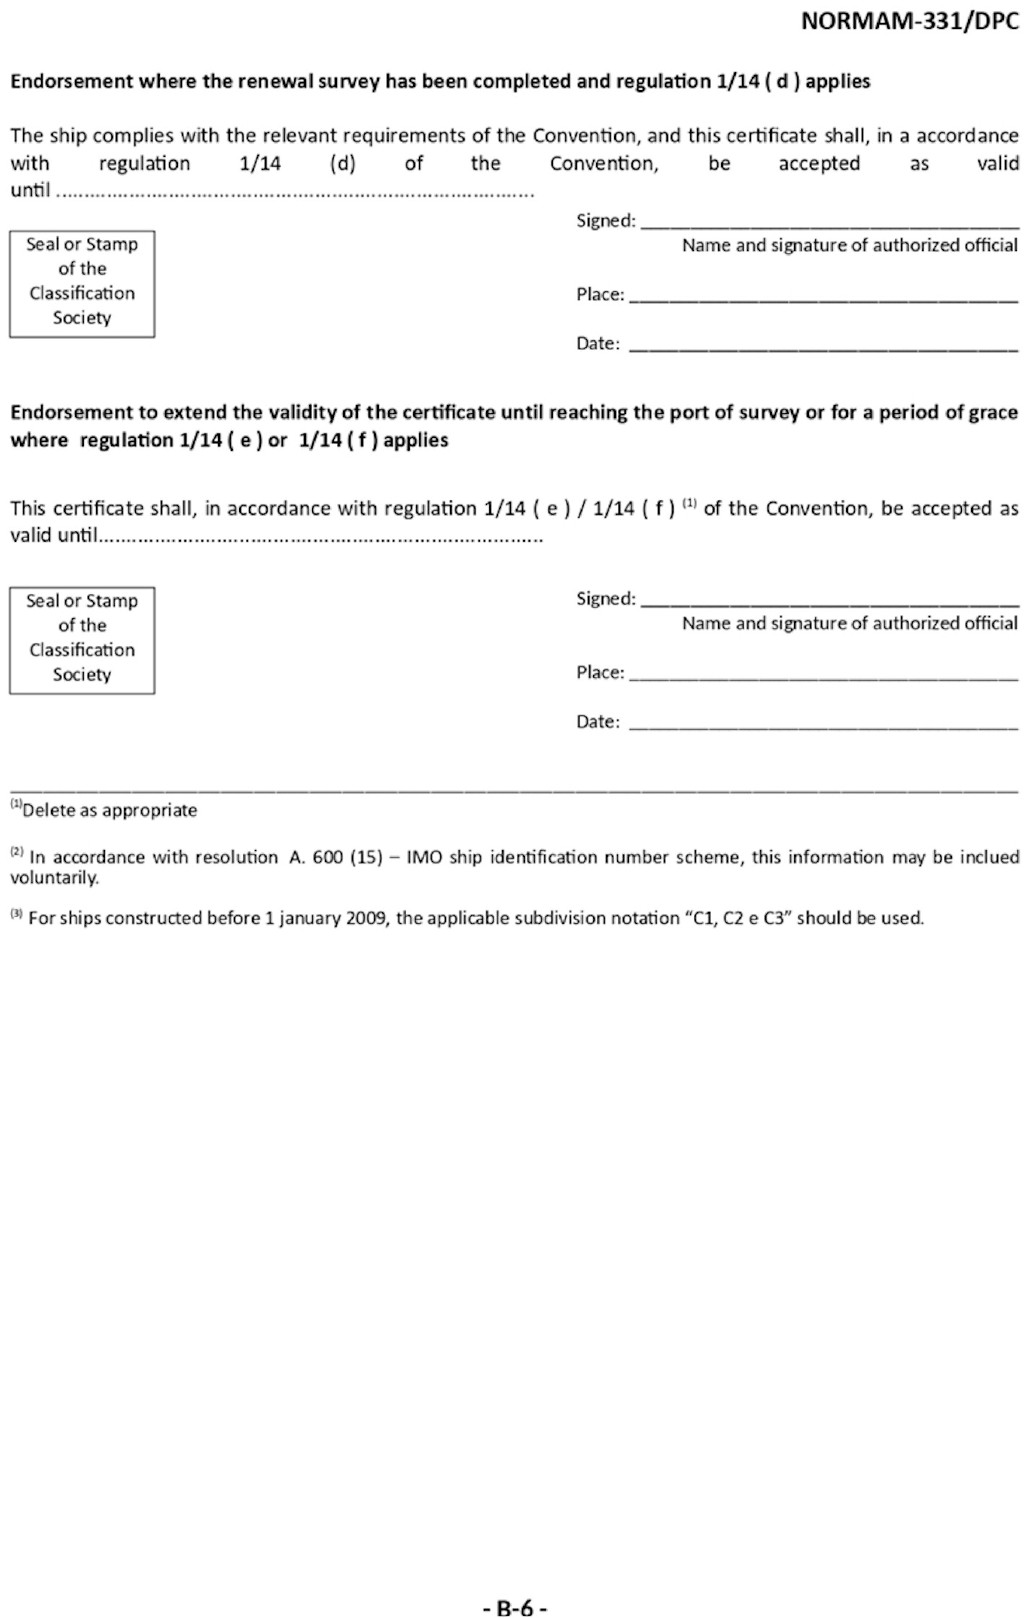 NORMAM-331/DPC
Endorsement where the renewal survey has been completed and regulation 1/14 ( d ) applies
The ship complies with the relevant requirements of the Convention, and this certificate shall, in a accordance
with regulation 1/14 (d) of the Convention, be accepted as valid
until ................................................................................
Signed: ______________________________________
Name and signature of authorized official
Seal or Stamp
of the
Classification
Society
Place: _______________________________________
Date: _______________________________________
Endorsement to extend the validity of the certificate until reaching the port of survey or for a period of grace
where regulation 1/14 ( e ) or 1/14 ( f ) applies
This certificate shall, in accordance with regulation 1/14 ( e ) / 1/14 ( f ) (1) of the Convention, be accepted as
valid until...........................................................................
Seal or Stamp
of the
Classification
Society
Signed: ______________________________________
Name and signature of authorized official
Place: _______________________________________
Date: _______________________________________
(1)Delete as appropriate
(2) In accordance with resolution A. 600 (15) – IMO ship identification number scheme, this information may be inclued
voluntarily.
(3) For ships constructed before 1 january 2009, the applicable subdivision notation “C1, C2 e C3” should be used.
- B-6 -